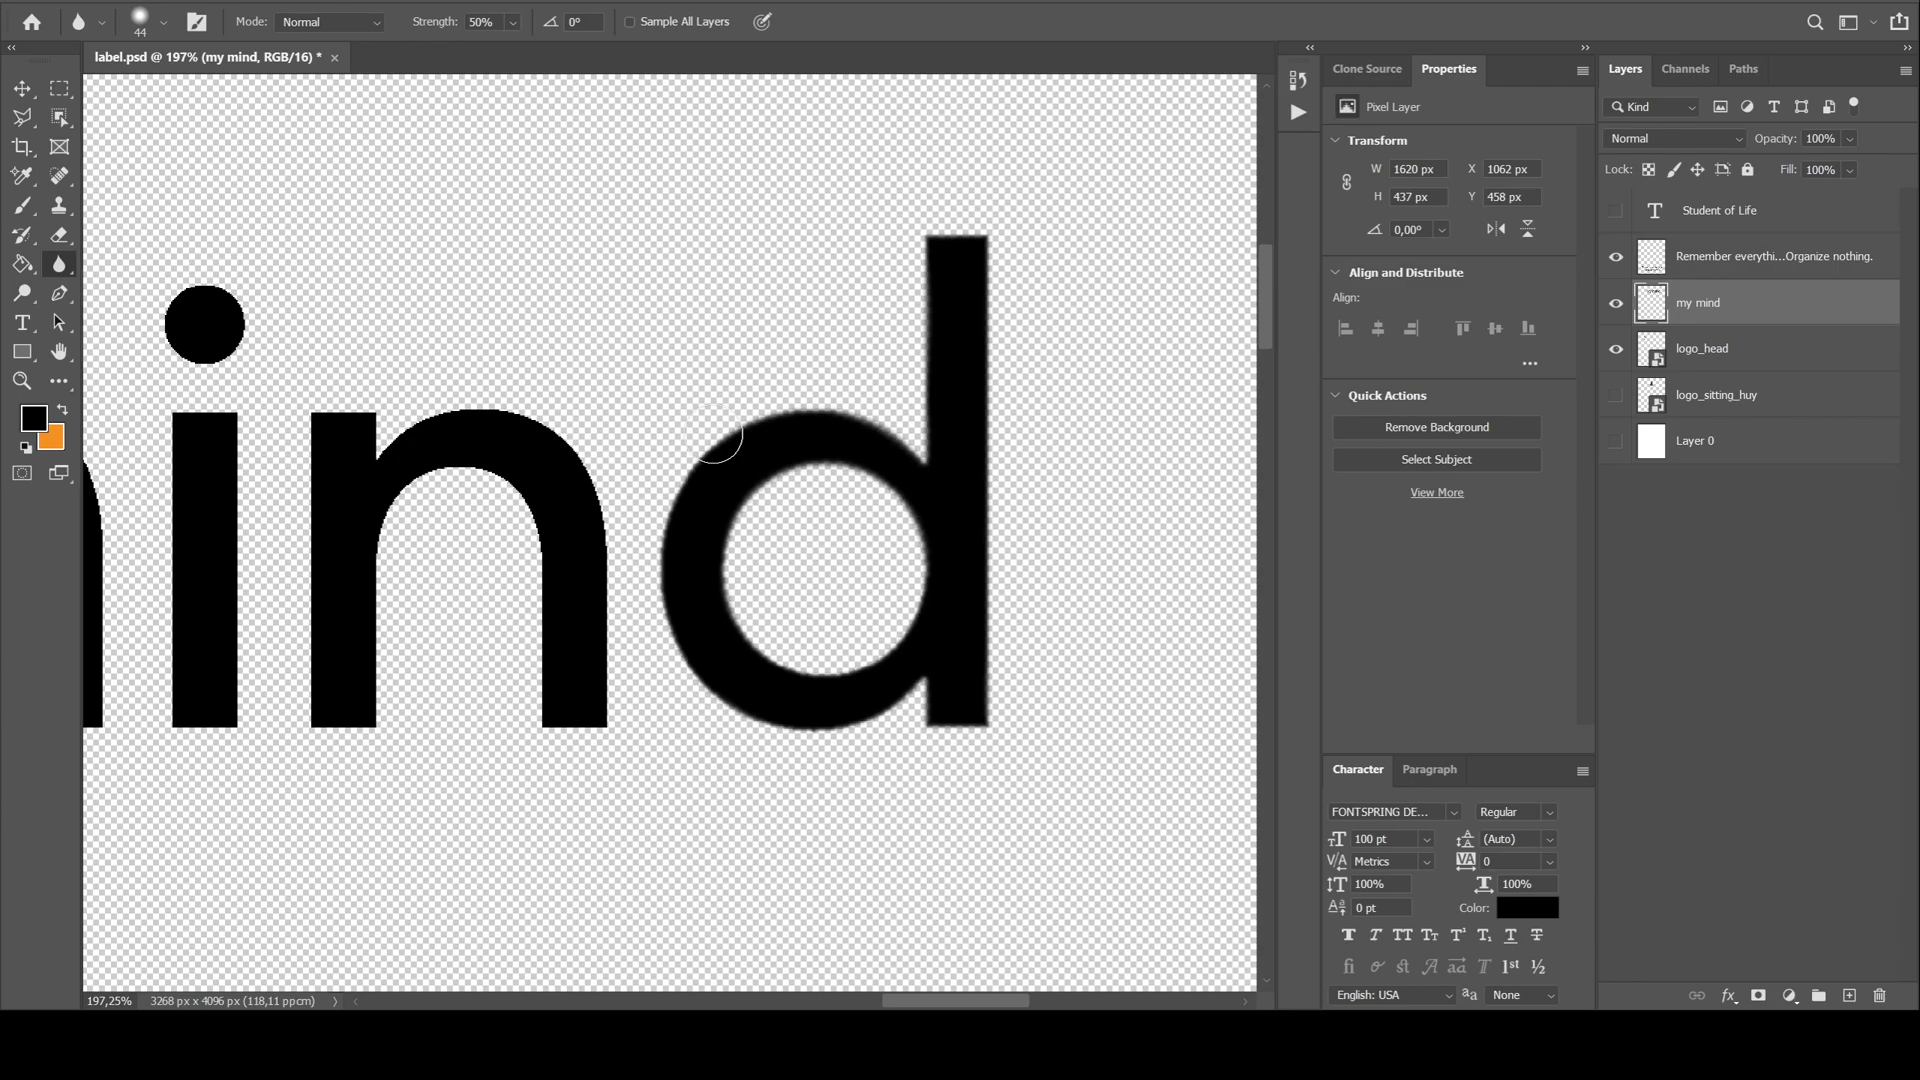 44
Mode: Normal
Strength: 50%
0°
Sample All Layers
label.psd @ 197% (my mind, RGB/16) *
ind
197,25%
3268 px x 4096 px (118,11 ppcm)
Clone Source
Properties
Pixel Layer
Transform
W 1620 px X 1062 px
H 437 px Y 458 px
0,00°
Align and Distribute
Align:
Quick Actions
Remove Background
Select Subject
View More
Character
Paragraph
FONTSPRING DE...
Regular
100 pt
(Auto)
Metrics
0
100%
100%
0 pt
Color:
English: USA
None
Layers
Channels
Paths
Kind
Normal
Opacity: 100%
Lock:
Fill: 100%
Student of Life
Remember everythi...Organize nothing.
my mind
logo_head
logo_sitting_huy
Layer 0